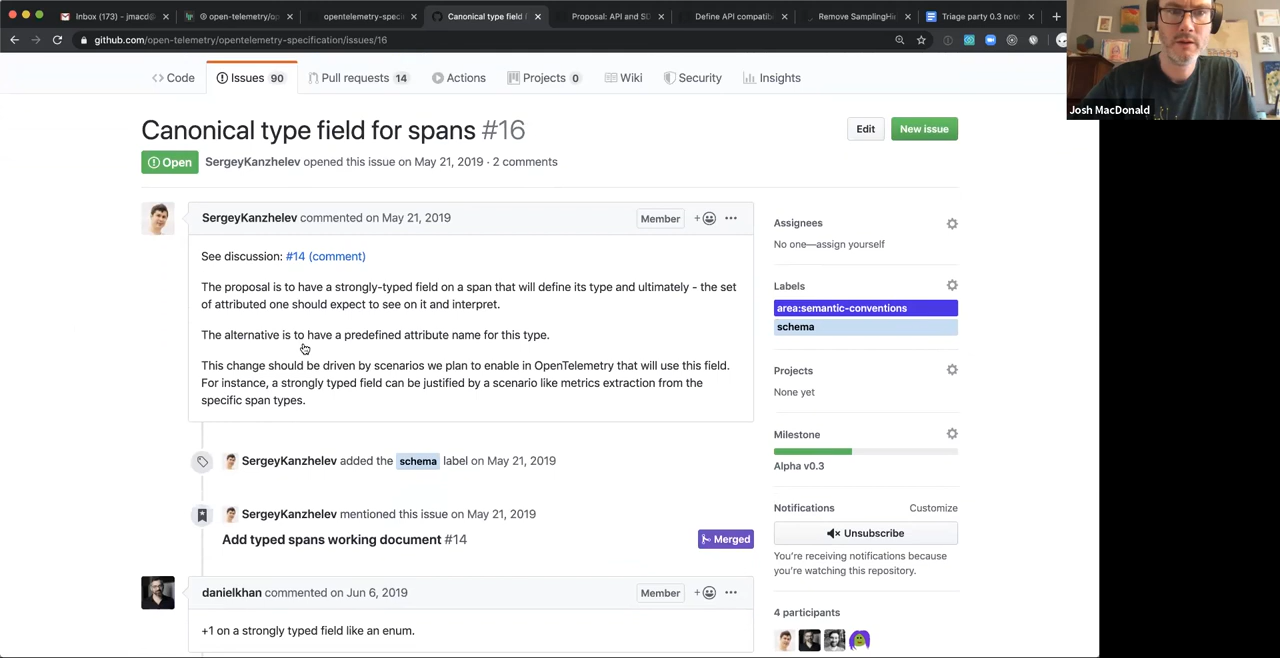 Inbox (173) – jmacd@
@ open-telemetry/op
opentelemetry-speci
Canonical type field f
Proposal: API and SD
Define API compatib
Remove SamplingHi
Triage party 0.3 note
github.com/open-telemetry/opentelemetry-specification/issues/16
Josh MacDonald
Code
Issues 90
Pull requests 14
Actions
Projects 0
Wiki
Security
Insights
Canonical type field for spans #16
Edit
New issue
Open
SergeyKanzhelev opened this issue on May 21, 2019 · 2 comments
SergeyKanzhelev commented on May 21, 2019
Member
See discussion: #14 (comment)
The proposal is to have a strongly-typed field on a span that will define its type and ultimately - the set
of attributed one should expect to see on it and interpret.
The alternative is to have a predefined attribute name for this type.
This change should be driven by scenarios we plan to enable in OpenTelemetry that will use this field.
For instance, a strongly typed field can be justified by a scenario like metrics extraction from the
specific span types.
SergeyKanzhelev added the schema label on May 21, 2019
SergeyKanzhelev mentioned this issue on May 21, 2019
Add typed spans working document #14
Merged
danielkhan commented on Jun 6, 2019
Member
+1 on a strongly typed field like an enum.
Assignees
No one—assign yourself
Labels
area:semantic-conventions
schema
Projects
None yet
Milestone
Alpha v0.3
Notifications
Customize
Unsubscribe
You're receiving notifications because
you're watching this repository.
4 participants